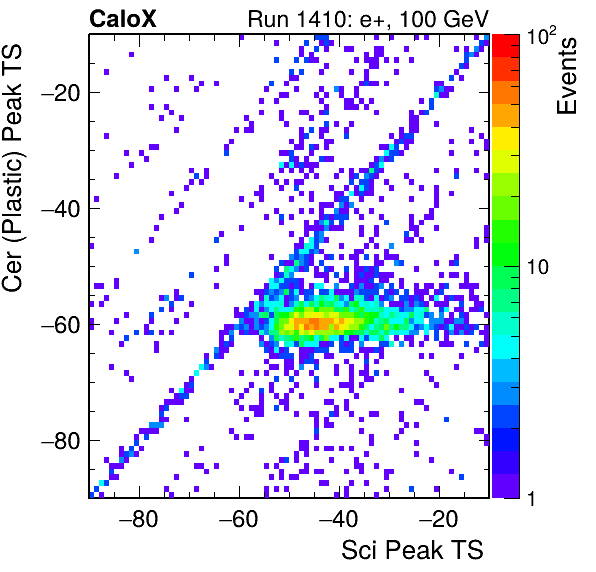 CaloX Run 1410: e+, 100 GeV
Cer (Plastic) Peak TS
−20
−40
−60
−80
−80 −60 −40 −20
Sci Peak TS
10²
10
1
Events